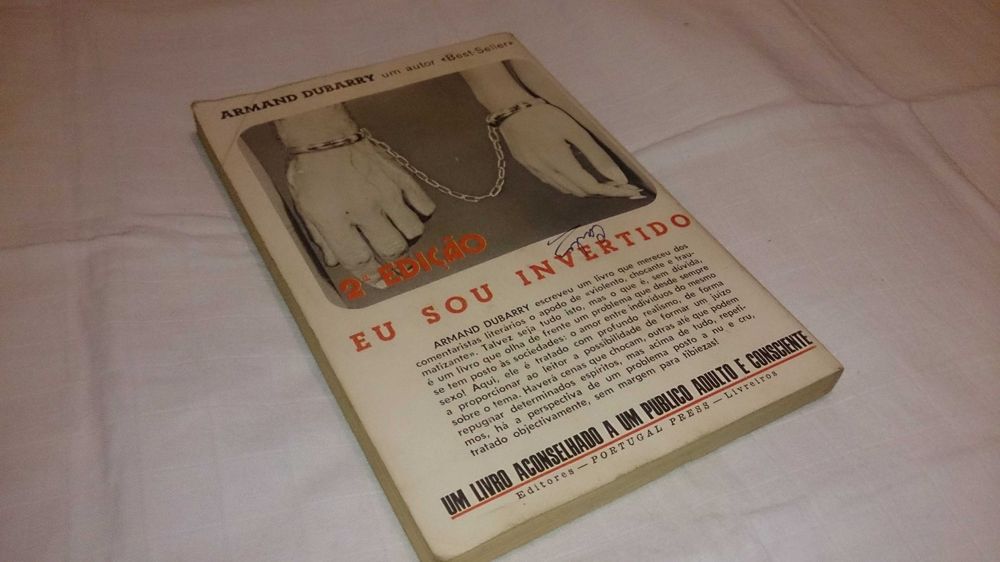 ARMAND DUBARRY um autor «Best-Seller»
2ª EDIÇÃO
EU SOU INVERTIDO
ARMAND DUBARRY escreveu um livro que mereceu dos
comentaristas literários o apodo de «violento, chocante e trau-
matizante». Talvez seja tudo isto, mas o que é, sem dúvida,
é um livro que olha de frente um problema que desde sempre
se tem posto às sociedades: o amor entre indivíduos do mesmo
sexo! Aqui, ele é tratado com profundo realismo, de forma
a proporcionar ao leitor a possibilidade de formar um juízo
sobre o tema. Haverá cenas que chocam, outras até que podem
repugnar determinados espíritos, mas acima de tudo, repeti-
mos, há a perspectiva de um problema posto a nu e cru,
tratado objectivamente, sem margem para tibiezas!
UM LIVRO ACONSELHADO A UM PUBLICO ADULTO E CONSCIENTE
Editores — PORTUGAL PRESS — Livreiros